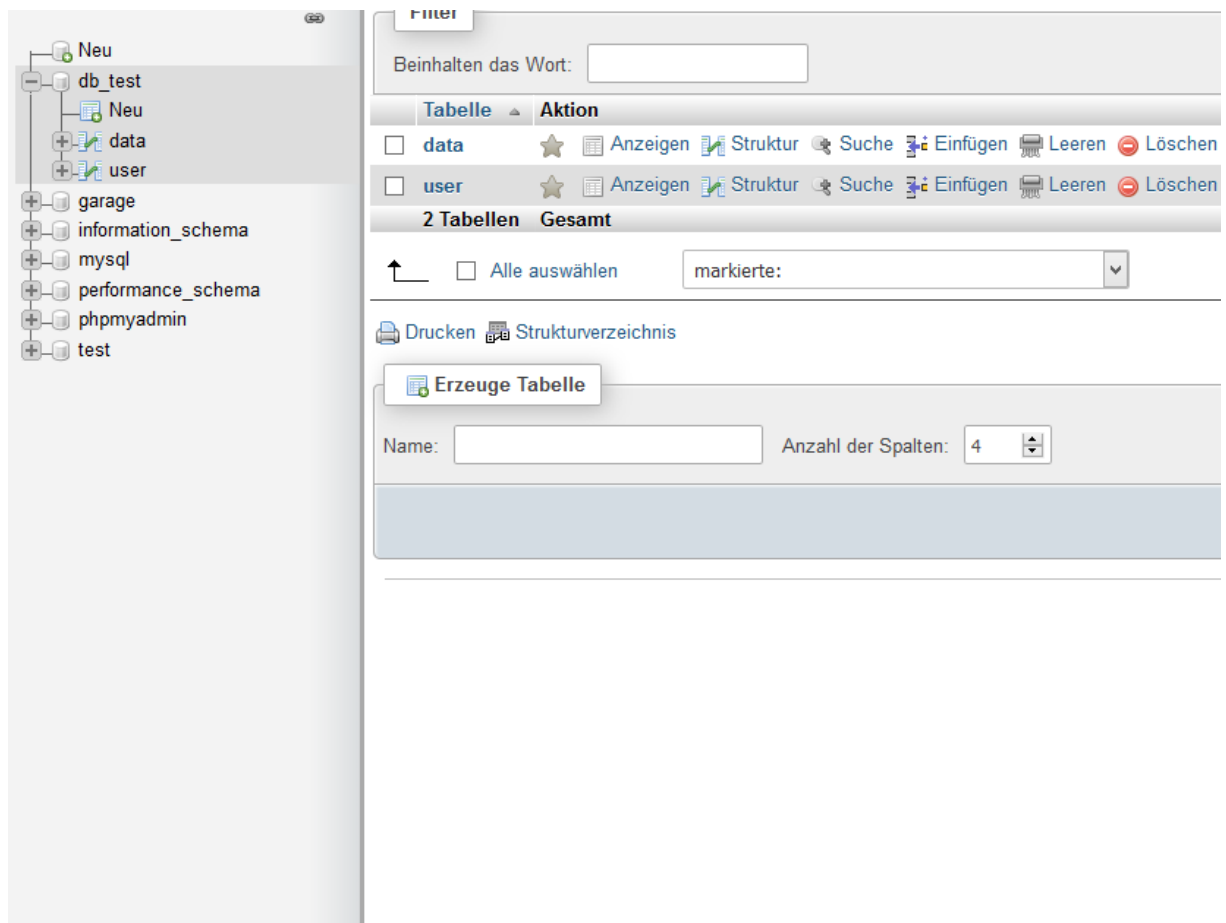 Neu
db_test
Neu
data
user
garage
information_schema
mysql
performance_schema
phpmyadmin
test
Filter
Beinhalten das Wort:
Tabelle Aktion
data Anzeigen Struktur Suche Einfügen Leeren Löschen
user Anzeigen Struktur Suche Einfügen Leeren Löschen
2 Tabellen Gesamt
Alle auswählen markierte:
Drucken Strukturverzeichnis
Erzeuge Tabelle
Name: Anzahl der Spalten: 4